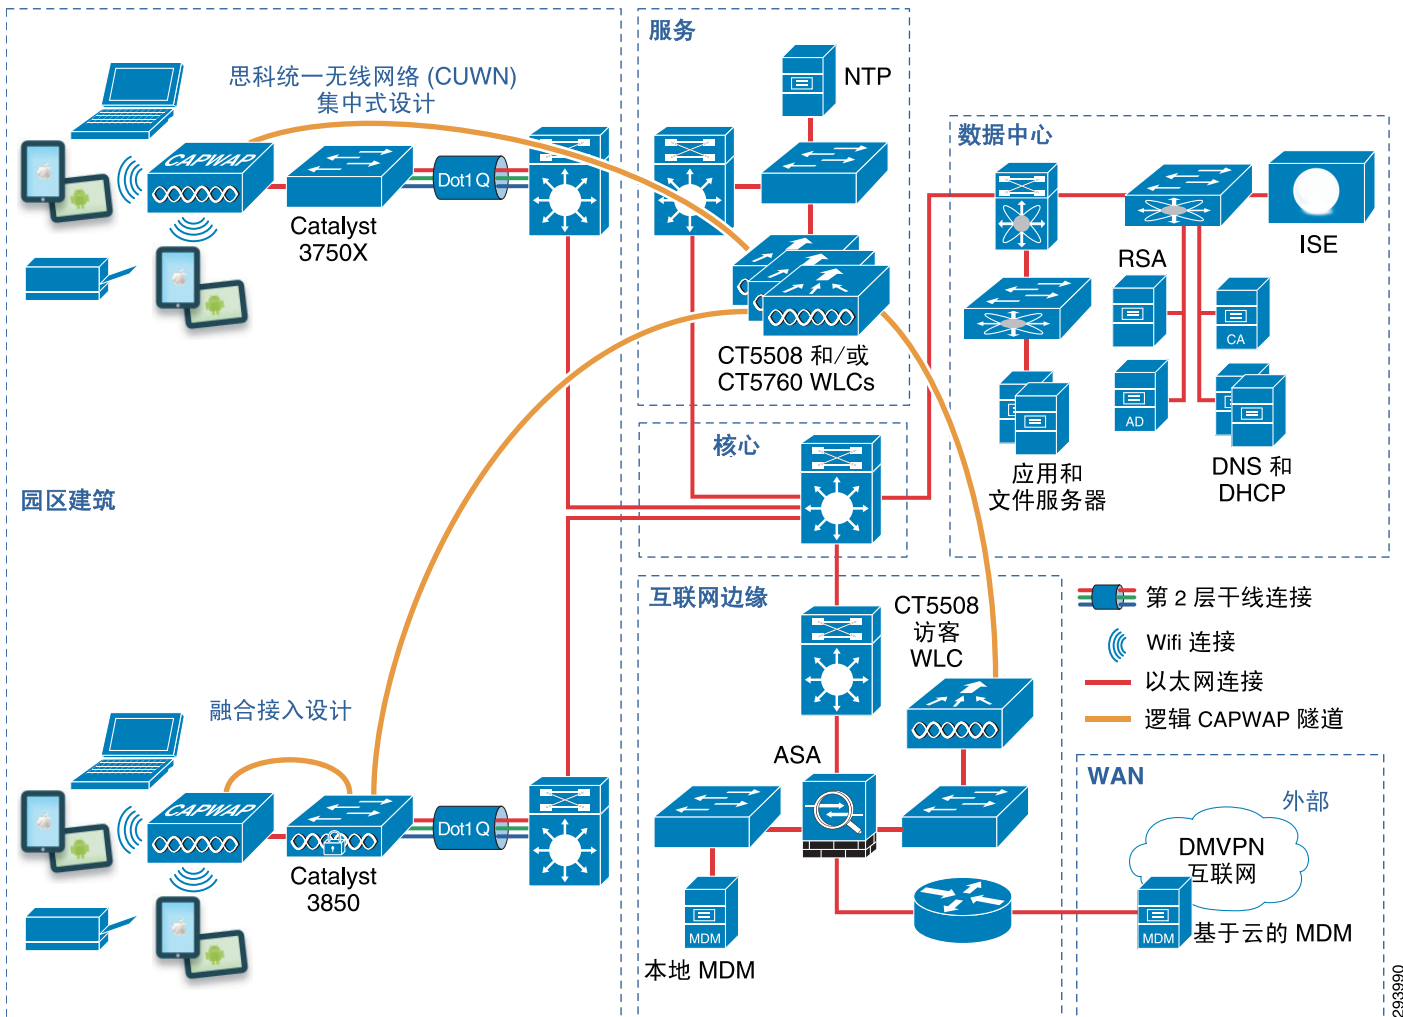 园区建筑
思科统一无线网络 (CUWN)
集中式设计
CAPWAP
Catalyst
3750X
Dot1Q
融合接入设计
CAPWAP
Catalyst
3850
Dot1Q
服务
NTP
CT5508 和/或
CT5760 WLCs
核心
数据中心
ISE
RSA
CA
AD
应用和
文件服务器
DNS 和
DHCP
互联网边缘
CT5508
访客
WLC
ASA
MDM
本地 MDM
第 2 层干线连接
Wifi 连接
以太网连接
逻辑 CAPWAP 隧道
WAN
外部
DMVPN
互联网
MDM
基于云的 MDM
293990